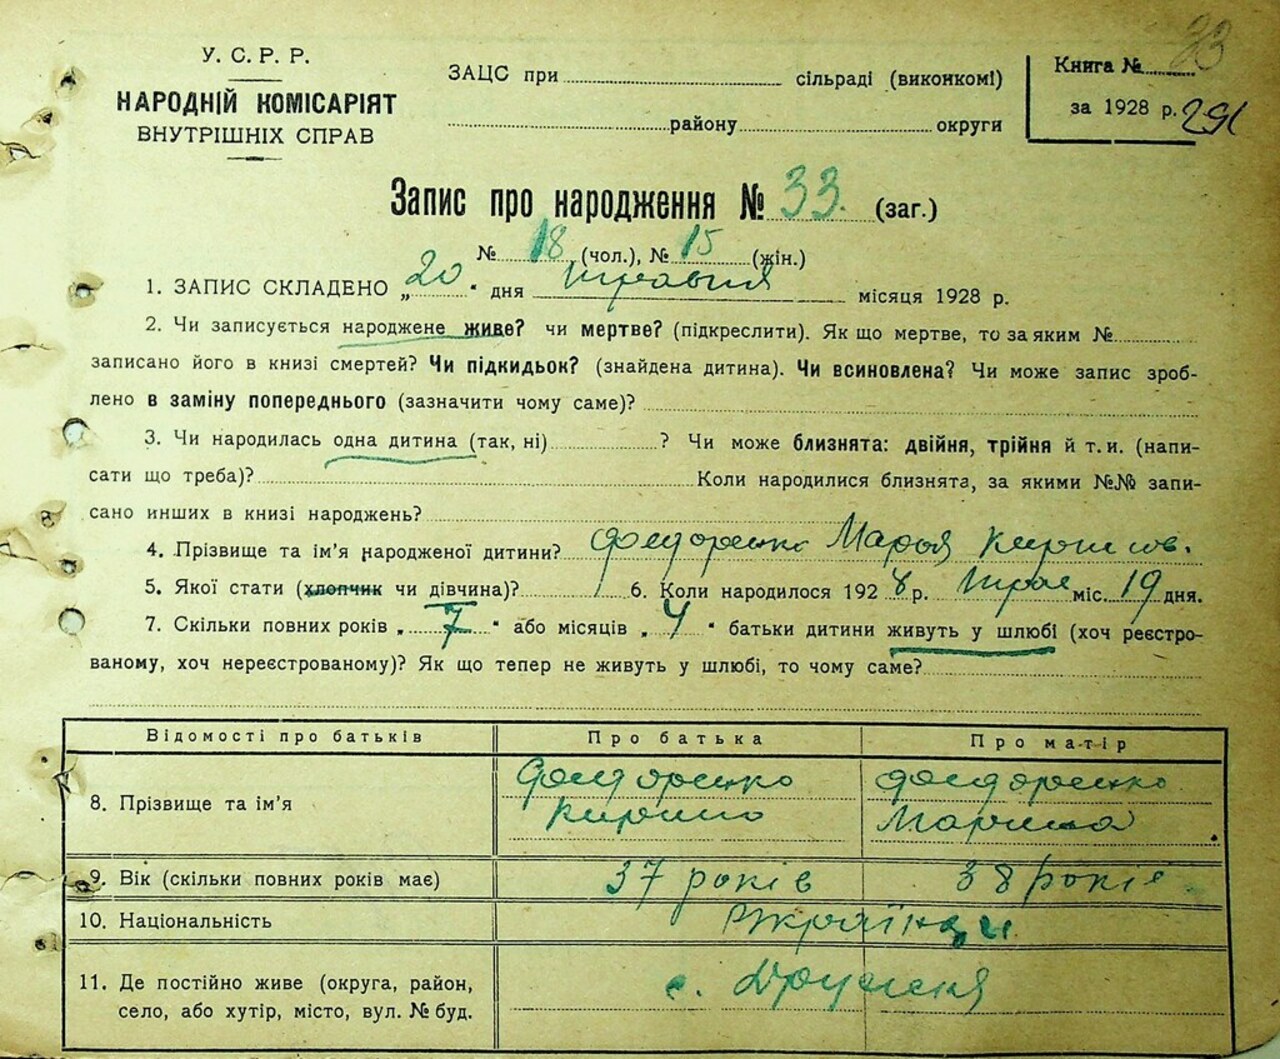 33
У. С. Р. Р.
НАРОДНІЙ КОМІСАРІЯТ
ВНУТРІШНІХ СПРАВ
ЗАЦС при сільраді (виконкомі)
району округи
Книга №
за 1928 р. 291
Запис про народження № 33. (заг.)
№ 18 (чол.), № 15 (жін.)
1. ЗАПИС СКЛАДЕНО „20“ дня травня місяця 1928 р.
2. Чи записується народжене живе? чи мертве? (підкреслити). Як що мертве, то за яким №
записано його в книзі смертей? Чи підкидьок? (знайдена дитина). Чи всиновлена? Чи може запис зроб-
лено в заміну попереднього (зазначити чому саме)?
3. Чи народилась одна дитина (так, ні) ? Чи може близнята: двійня, трійня й т. и. (напи-
сати що треба)? Коли народилися близнята, за якими №№ запи-
сано инших в книзі народжень?
4. Прізвище та ім'я народженої дитини? Федоренко Марья
5. Якої стати (хлопчик чи дівчина)? 6. Коли народилося 1928 р. трав міс. 19 дня.
7. Скільки повних років „7“ або місяців „4“ батьки дитини живуть у шлюбі (хоч реєстро-
ваному, хоч нереєстрованому)? Як що тепер не живуть у шлюбі, то чому саме?
Відомості про батьків Про батька Про матір
8. Прізвище та ім'я Федоренко Кирило Федоренко Марина
9. Вік (скільки повних років має) 37 років 38 років
10. Національність Українці
11. Де постійно живе (округа, район, с.
село, або хутір, місто, вул. № буд.